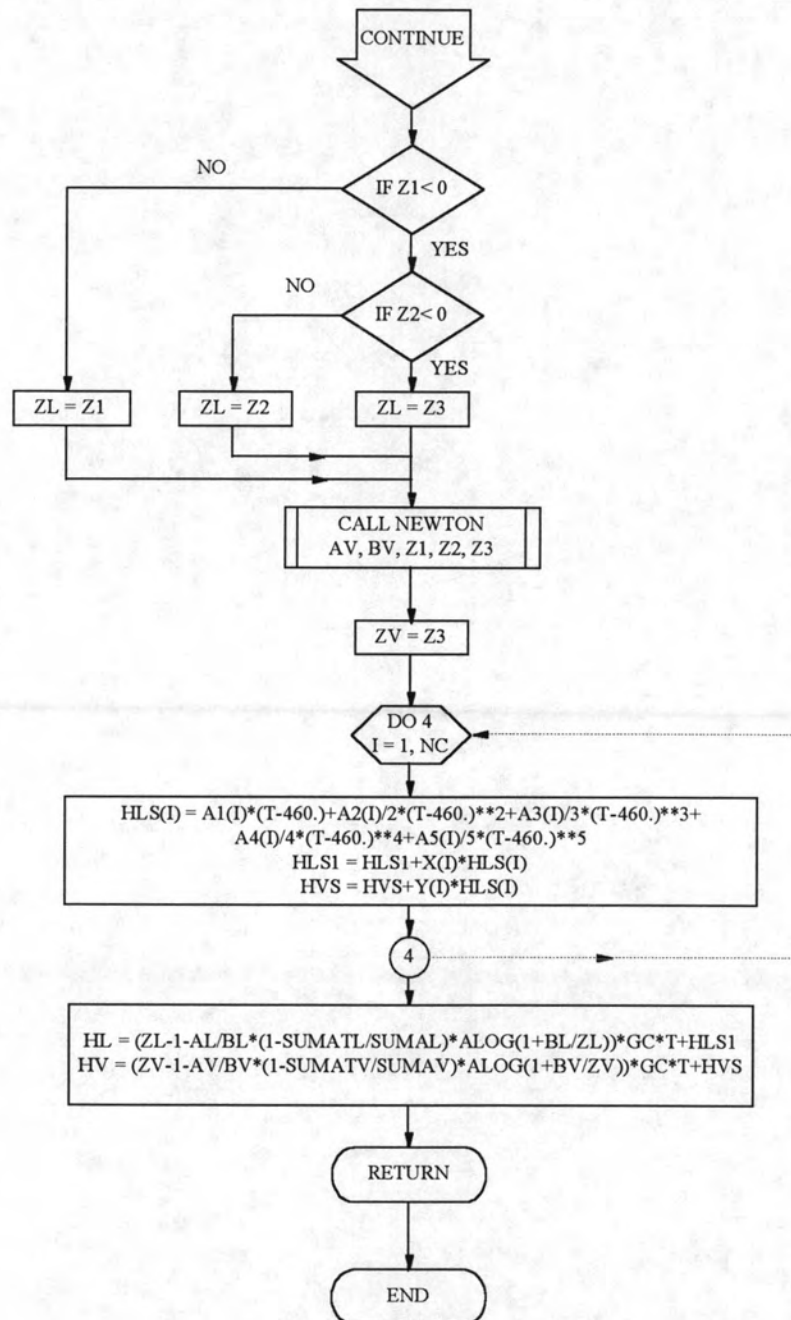 CONTINUE
NO
IF Z1< 0
YES
NO
IF Z2< 0
YES
ZL = Z1
ZL = Z2
ZL = Z3
CALL NEWTON
AV, BV, Z1, Z2, Z3
ZV = Z3
DO 4
I = 1, NC
HLS(I) = A1(I)*(T-460.)+A2(I)/2*(T-460.)**2+A3(I)/3*(T-460.)**3+
A4(I)/4*(T-460.)**4+A5(I)/5*(T-460.)**5
HLS1 = HLS1+X(I)*HLS(I)
HVS = HVS+Y(I)*HLS(I)
4
HL = (ZL-1-AL/BL*(1-SUMATL/SUMAL)*ALOG(1+BL/ZL))*GC*T+HLS1
HV = (ZV-1-AV/BV*(1-SUMATV/SUMAV)*ALOG(1+BV/ZV))*GC*T+HVS
RETURN
END